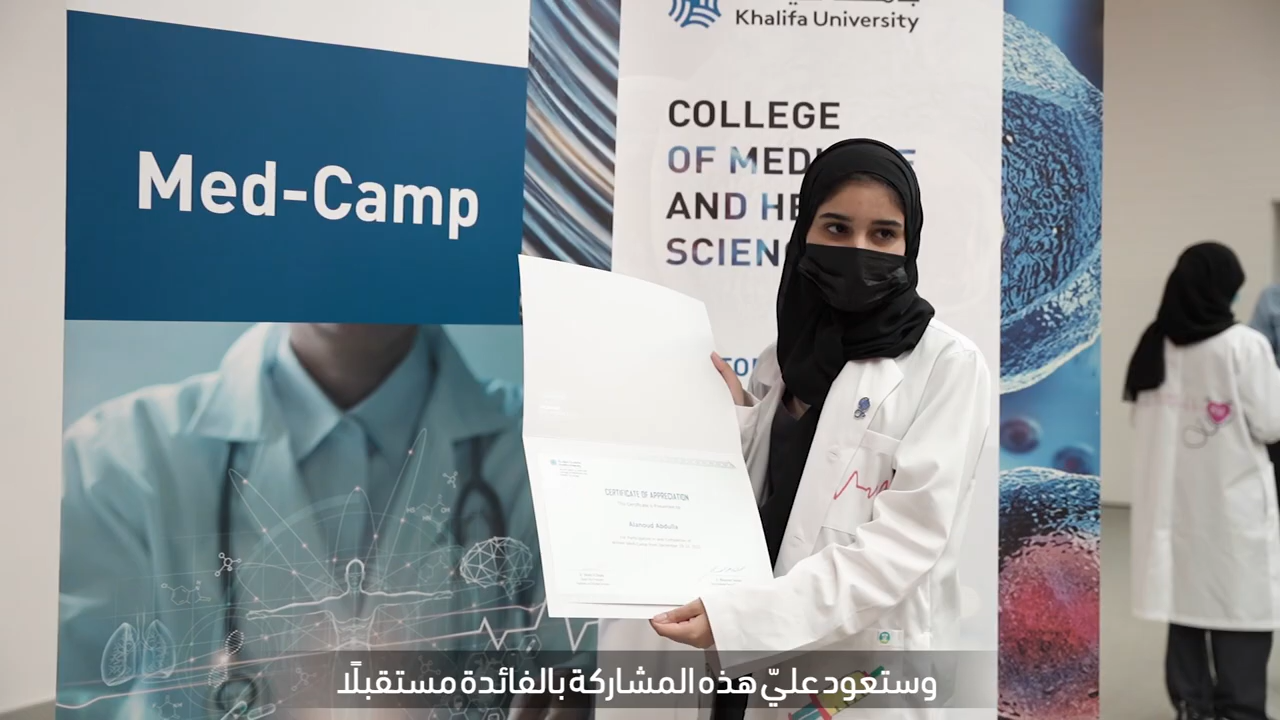 Med-Camp
Khalifa University
COLLEGE
OF MEDI
AND HE
SCIENC
CERTIFICATE OF APPRECIATION
Alanoud Abdulla
وستعود عليّ هذه المشاركة بالفائدة مستقبلًا